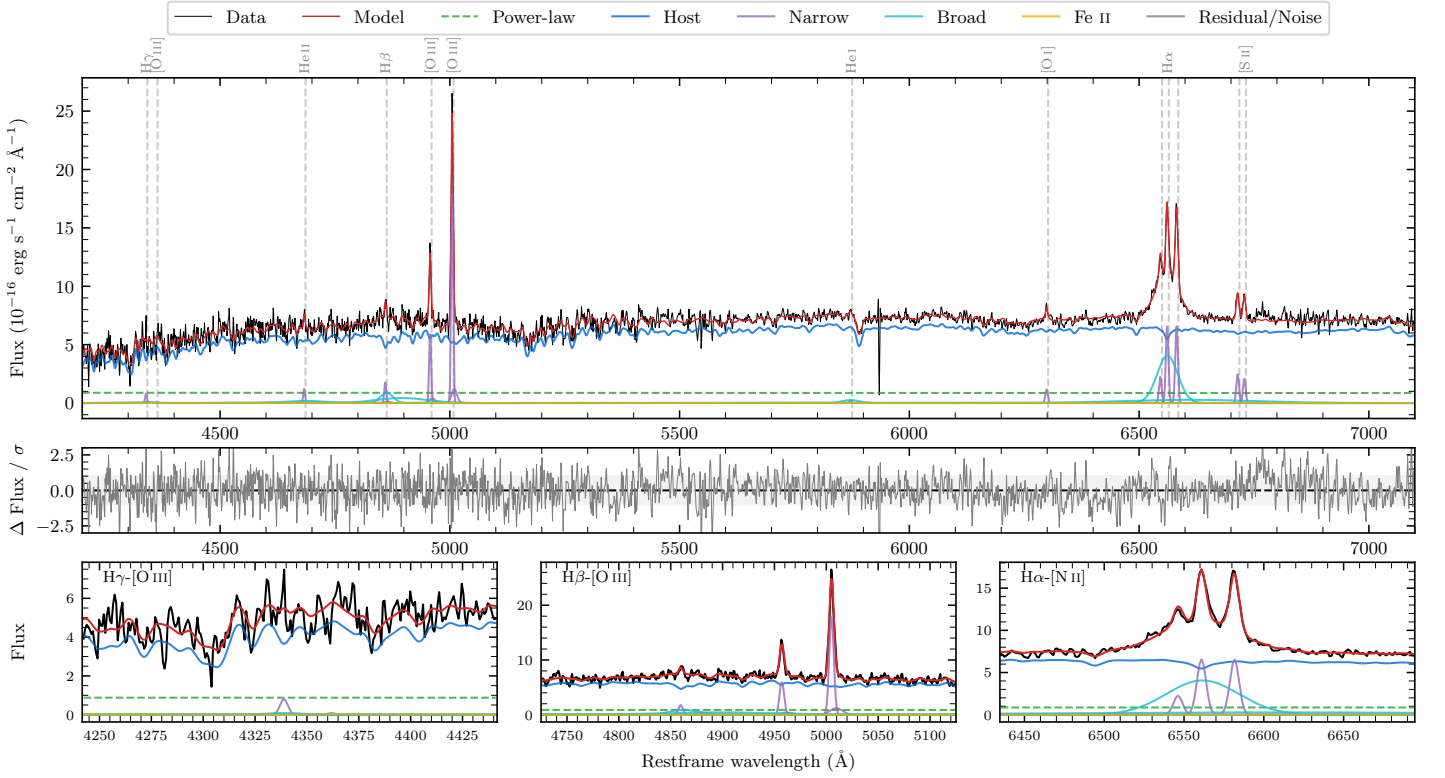 Data Model Power-law Host Narrow Broad Fe II Residual/Noise
Hγ [O III] He II Hβ [O III] [O III] He I [O I] Hα [S II]
Flux (10⁻¹⁶ erg s⁻¹ cm⁻² Å⁻¹)
25
20
15
10
5
0
4500 5000 5500 6000 6500 7000
Δ Flux / σ
2.5
0.0
−2.5
4500 5000 5500 6000 6500 7000
Flux
Hγ-[O III]
6
4
2
0
4250 4275 4300 4325 4350 4375 4400 4425
Hβ-[O III]
20
10
0
4750 4800 4850 4900 4950 5000 5050 5100
Hα-[N II]
15
10
5
0
6450 6500 6550 6600 6650
Restframe wavelength (Å)